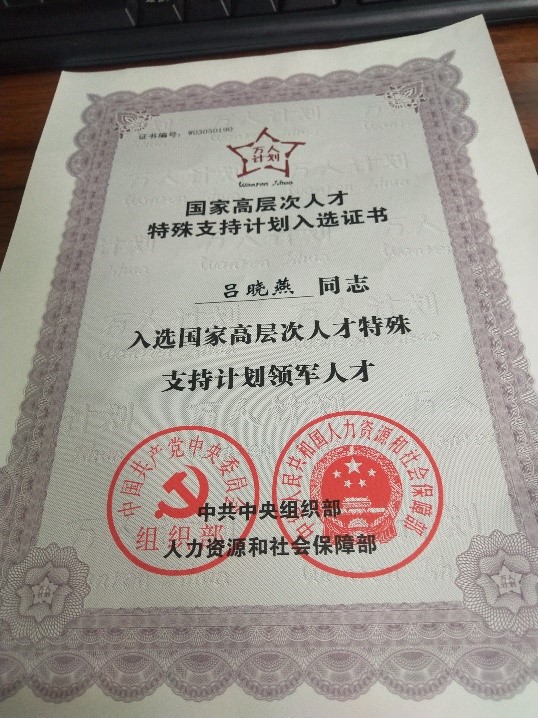 证书编号：W03050190
万人
计划
Wanren Jihua
国家高层次人才
特殊支持计划入选证书
吕晓燕 同志
入选国家高层次人才特殊
支持计划领军人才
中国共产党中央委员会
组织部
中华人民共和国人力资源和社会保障部
中共中央组织部
人力资源和社会保障部